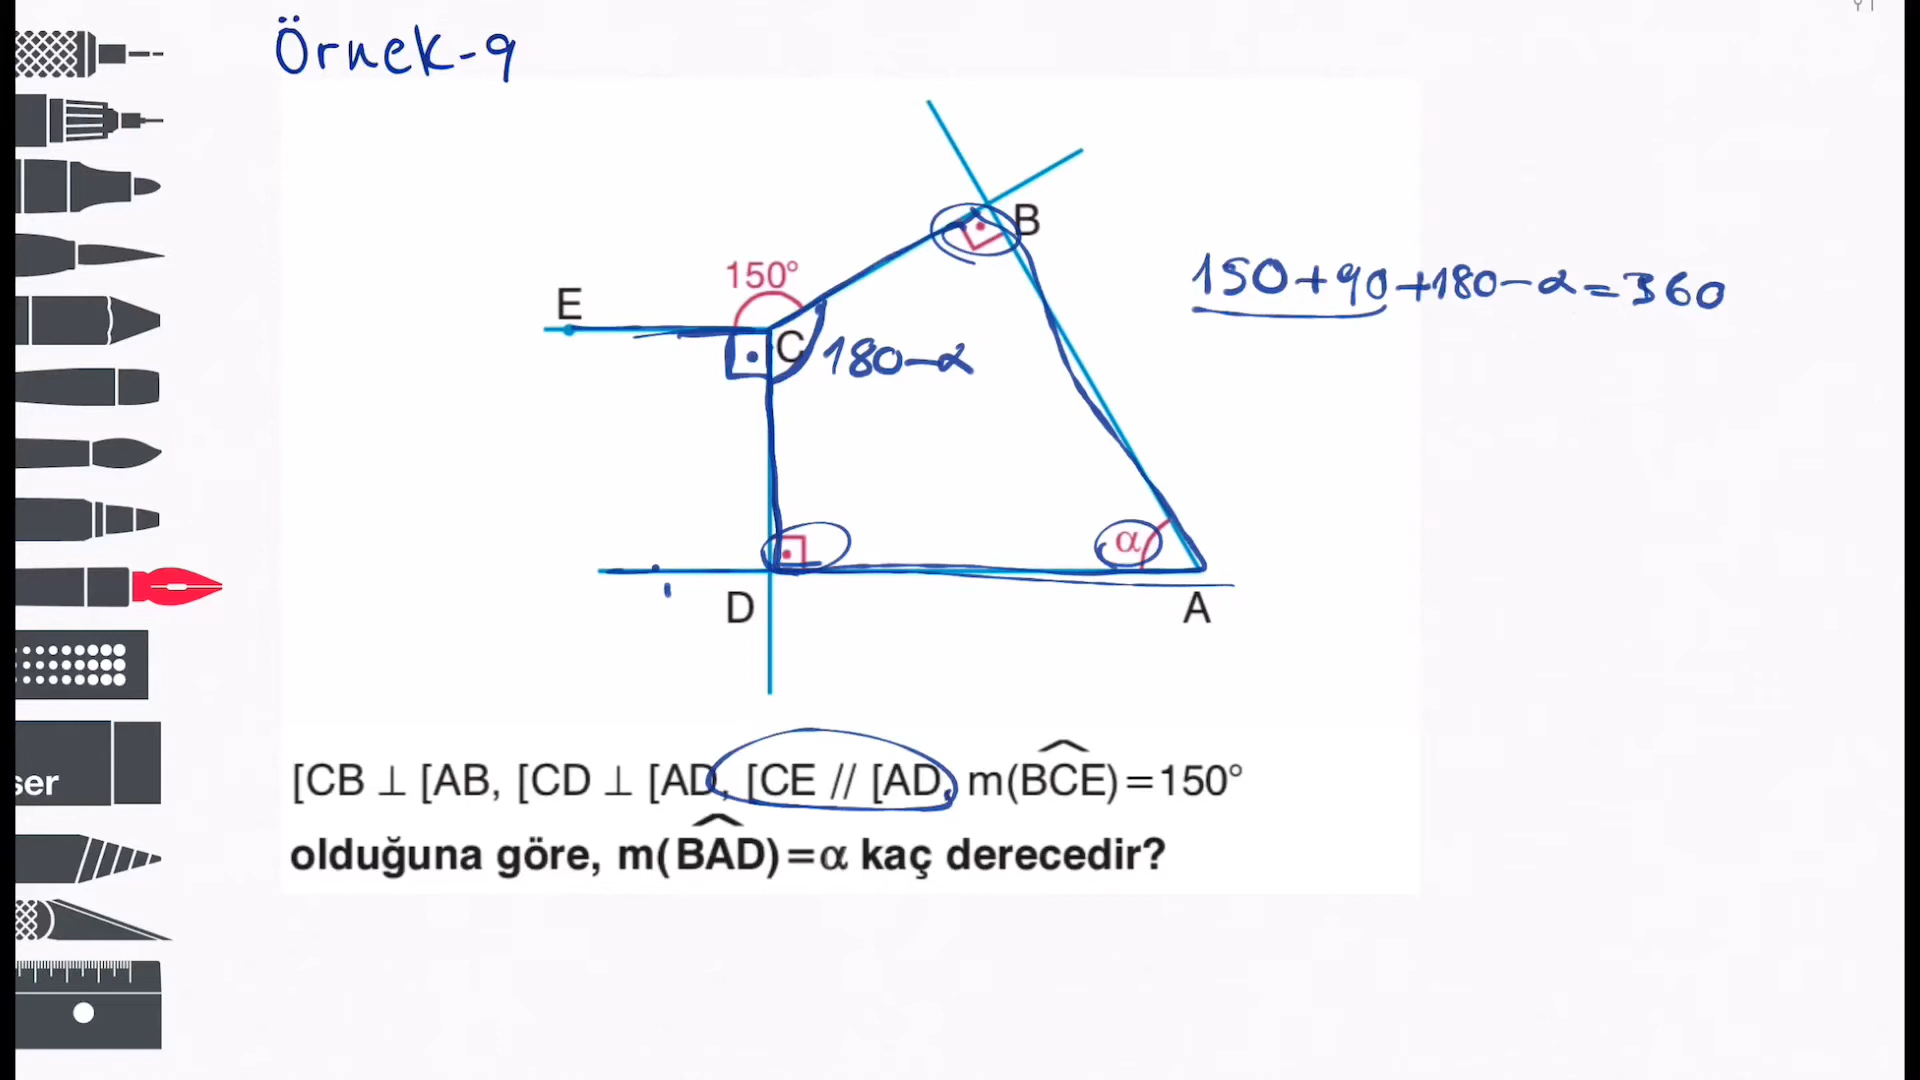 Örnek-9
B
150°
150+90+180-α=360
E
C
180-α
α
D
A
[CB ⊥ [AB, [CD ⊥ [AD, [CE // [AD, m(BCE)=150°
olduğuna göre, m(BAD)=α kaç derecedir?
ser